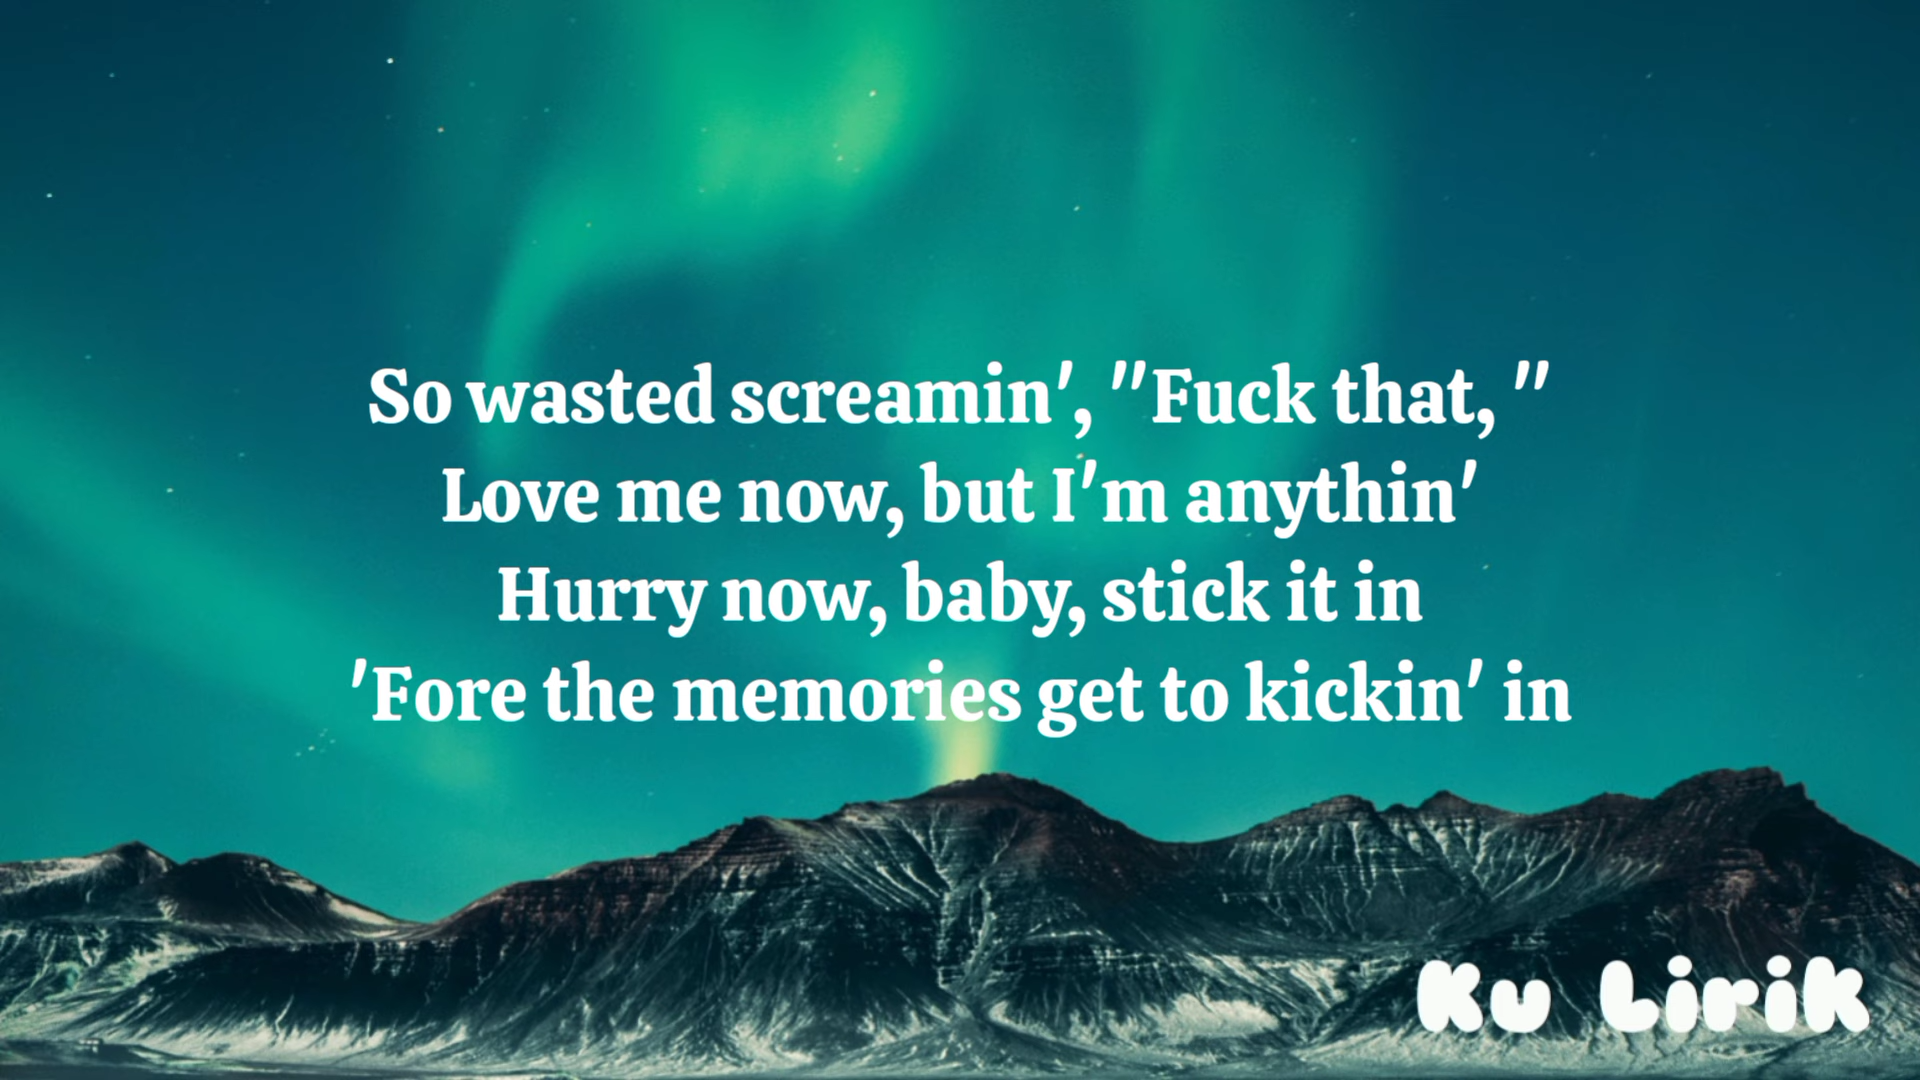 So wasted screamin', "Fuck that, "
Love me now, but I'm anythin'
Hurry now, baby, stick it in
'Fore the memories get to kickin' in
Ku Lirik